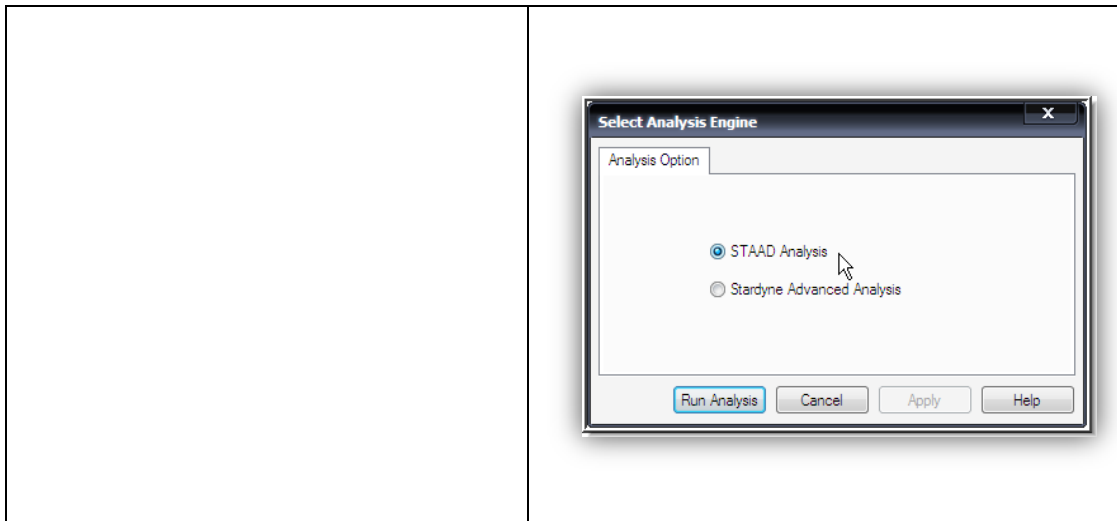 Select Analysis Engine
X
Analysis Option
STAAD Analysis
Stardyne Advanced Analysis
Run Analysis Cancel Apply Help